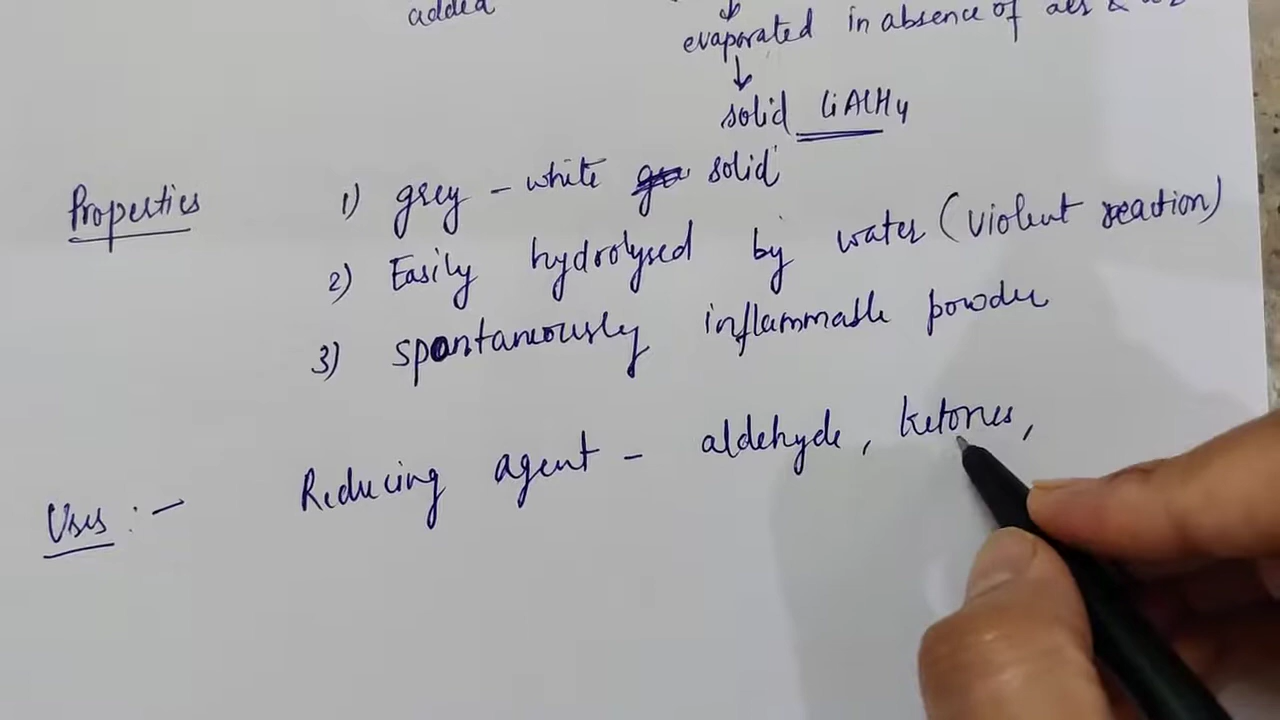 added
evaporated in absence of
solid LiAlH4
Properties 1) grey - white solid
2) Easily hydrolysed by water (violent reaction)
3) spontaneously inflammable powder
Uses :- Reducing agent - aldehyde, ketones,